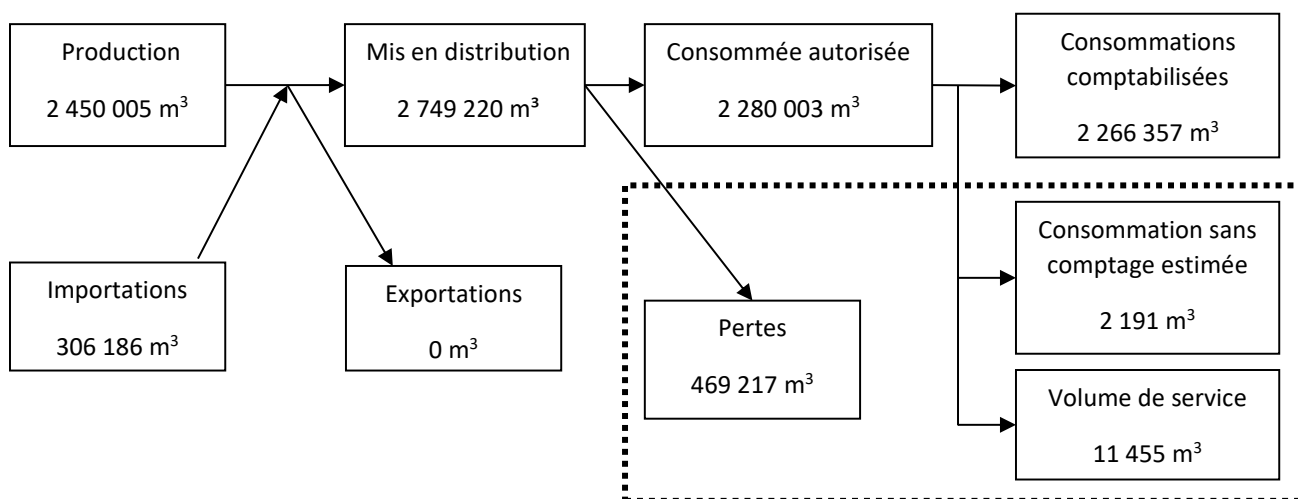 Production
2 450 005 m³
Mis en distribution
2 749 220 m³
Consommée autorisée
2 280 003 m³
Consommations
comptabilisées
2 266 357 m³
Importations
306 186 m³
Exportations
0 m³
Pertes
469 217 m³
Consommation sans
comptage estimée
2 191 m³
Volume de service
11 455 m³